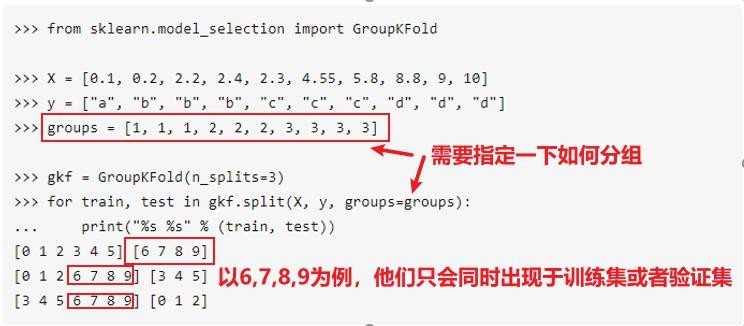 >>> from sklearn.model_selection import GroupKFold
>>> X = [0.1, 0.2, 2.2, 2.4, 2.3, 4.55, 5.8, 8.8, 9, 10]
>>> y = ["a", "b", "b", "b", "c", "c", "c", "d", "d", "d"]
>>> groups = [1, 1, 1, 2, 2, 2, 3, 3, 3, 3]
需要指定一下如何分组
>>> gkf = GroupKFold(n_splits=3)
>>> for train, test in gkf.split(X, y, groups=groups):
...     print("%s %s" % (train, test))
[0 1 2 3 4 5] [6 7 8 9]
[0 1 2 6 7 8 9] [3 4 5]
以6,7,8,9为例，他们只会同时出现于训练集或者验证集
[3 4 5 6 7 8 9] [0 1 2]